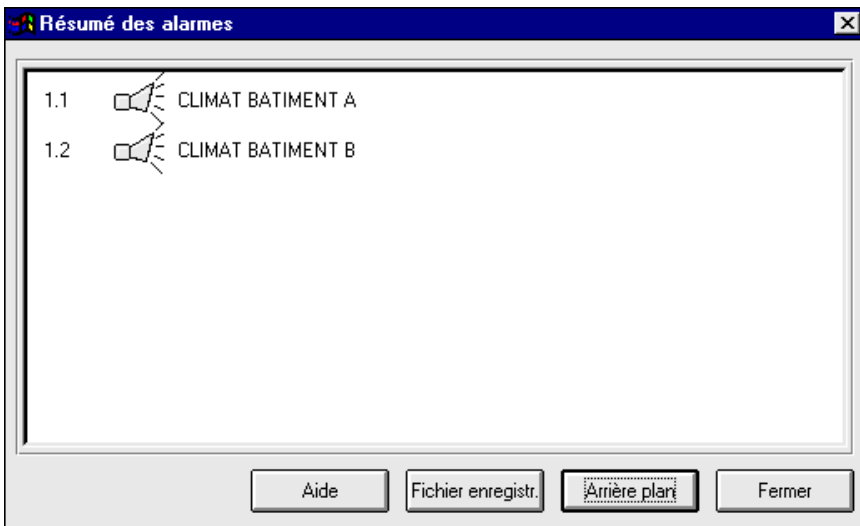 Résumé des alarmes
1.1 CLIMAT BATIMENT A
1.2 CLIMAT BATIMENT B
Aide Fichier enregistr. Arrière plan Fermer